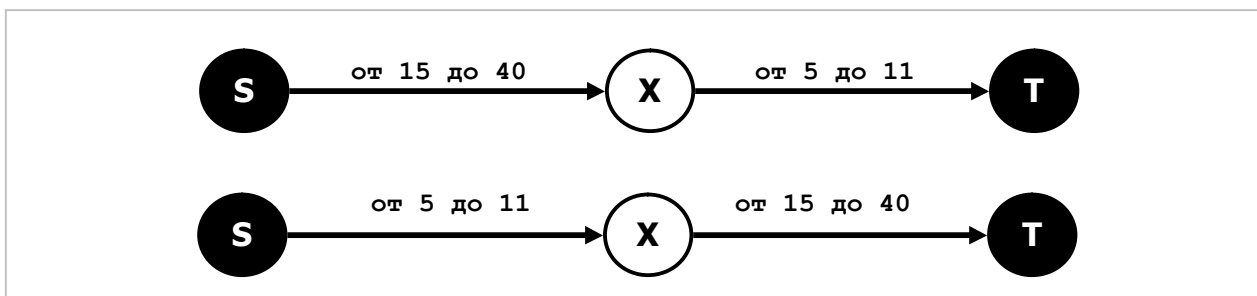 от 15 до 40 от 5 до 11
S X T
от 5 до 11 от 15 до 40
S X T